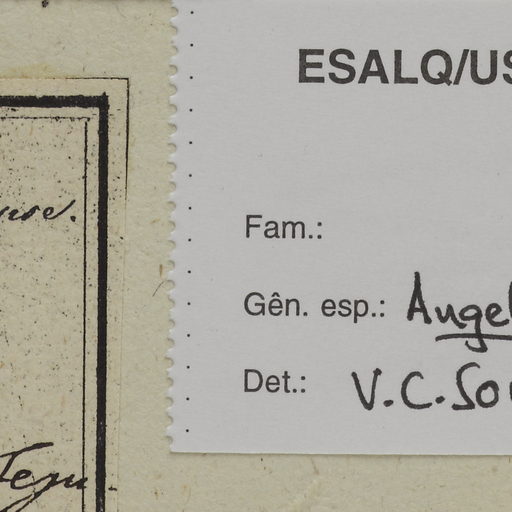 ESALQ/US
Fam.:
Gên. esp.: Angel
Det.: V.C. Sou